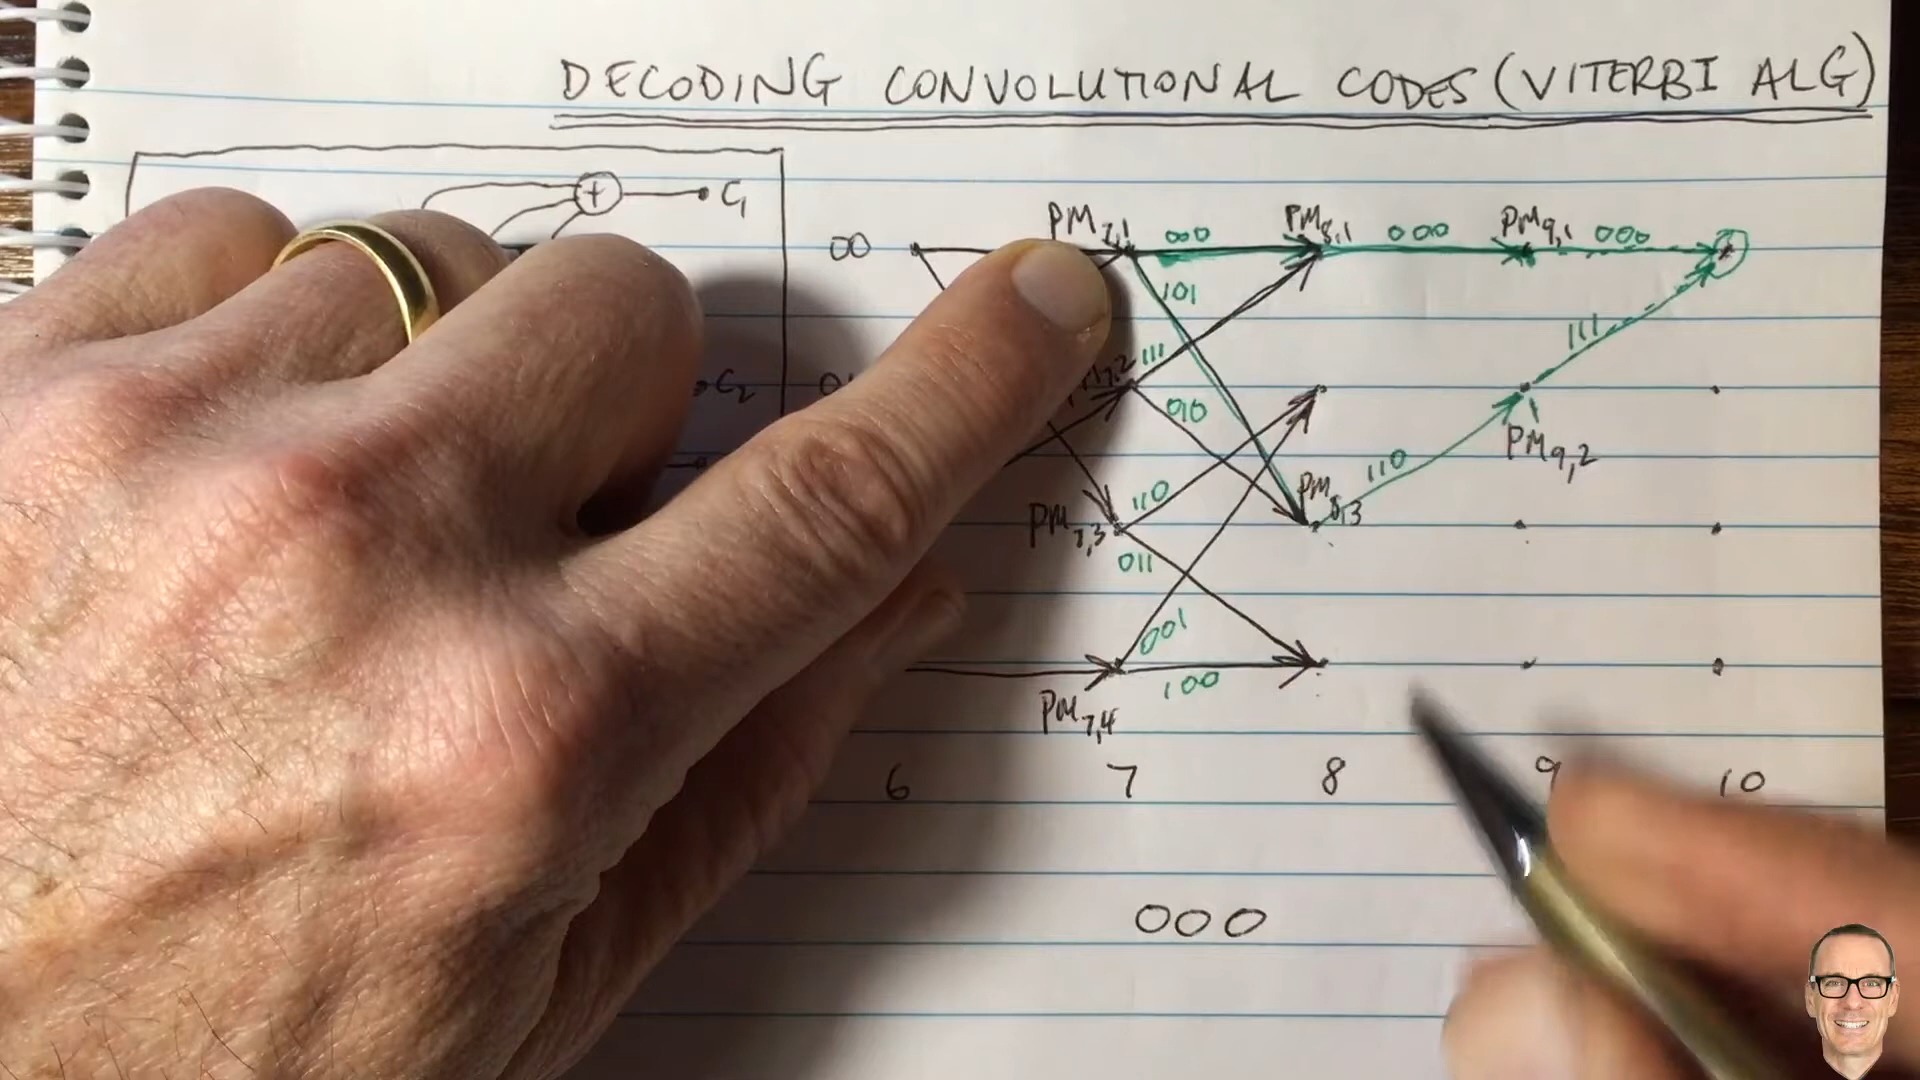 DECODING CONVOLUTIONAL CODES (VITERBI ALG)
+ C1
C2
00 PM7,1 000 PM8,1 000 PM9,1 000
101
111 111
010
110 PM9,2
PM7,3 110 PM8,3
011
001
100
PM7,4
6 7 8 9 10
000